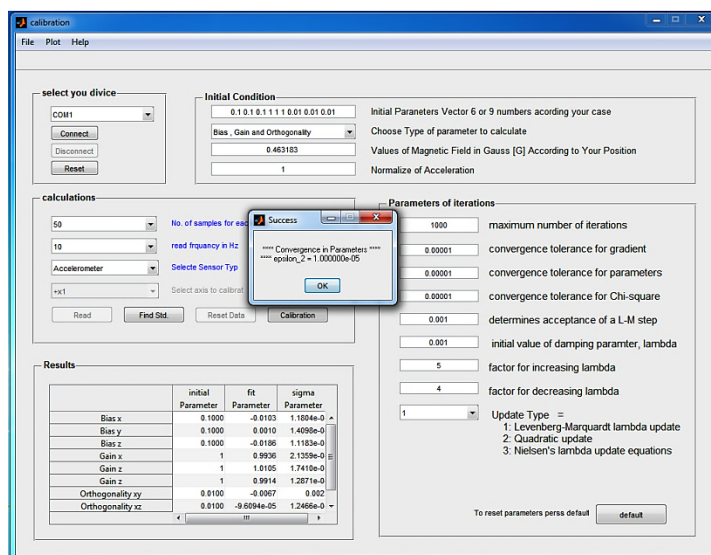 calibration
File Plot Help
select you divice
COM1
Connect
Disconnect
Reset
Initial Condition
0.1 0.1 0.1 1 1 1 0.01 0.01 0.01
Initial Parameters Vector 6 or 9 numbers acording your case
Bias , Gain and Orthogonality
Choose Type of parameter to calculate
0.463183
Values of Magnetic Field in Gauss [G] According to Your Position
1
Normalize of Acceleration
calculations
50
No. of samples for eac
10
read frquancy in Hz
Accelerometer
Selecte Sensor Typ
+x1
Select axis to calibrat
Read Find Std. Reset Data Calibration
Success
**** Convergence in Parameters ****
**** epsilon_2 = 1.000000e-05
OK
Parameters of iterations
1000 maximum number of iterations
0.00001 convergence tolerance for gradient
0.00001 convergence tolerance for parameters
0.00001 convergence tolerance for Chi-square
0.001 determines acceptance of a L-M step
0.001 initial value of damping paramter, lambda
5 factor for increasing lambda
4 factor for decreasing lambda
1 Update Type =
1: Levenberg-Marquardt lambda update
2: Quadratic update
3: Nielsen's lambda update equations
To reset parameters perss default
default
Results
initial fit sigma
Parameter Parameter Parameter
Bias x 0.1000 -0.0103 1.1804e-0
Bias y 0.1000 0.0010 1.4098e-0
Bias z 0.1000 -0.0186 1.1183e-0
Gain x 1 0.9936 2.1359e-0
Gain z 1 1.0105 1.7410e-0
Gain z 1 0.9914 1.2871e-0
Orthogonality xy 0.0100 -0.0067 0.002
Orthogonality xz 0.0100 -9.6094e-05 1.2466e-0